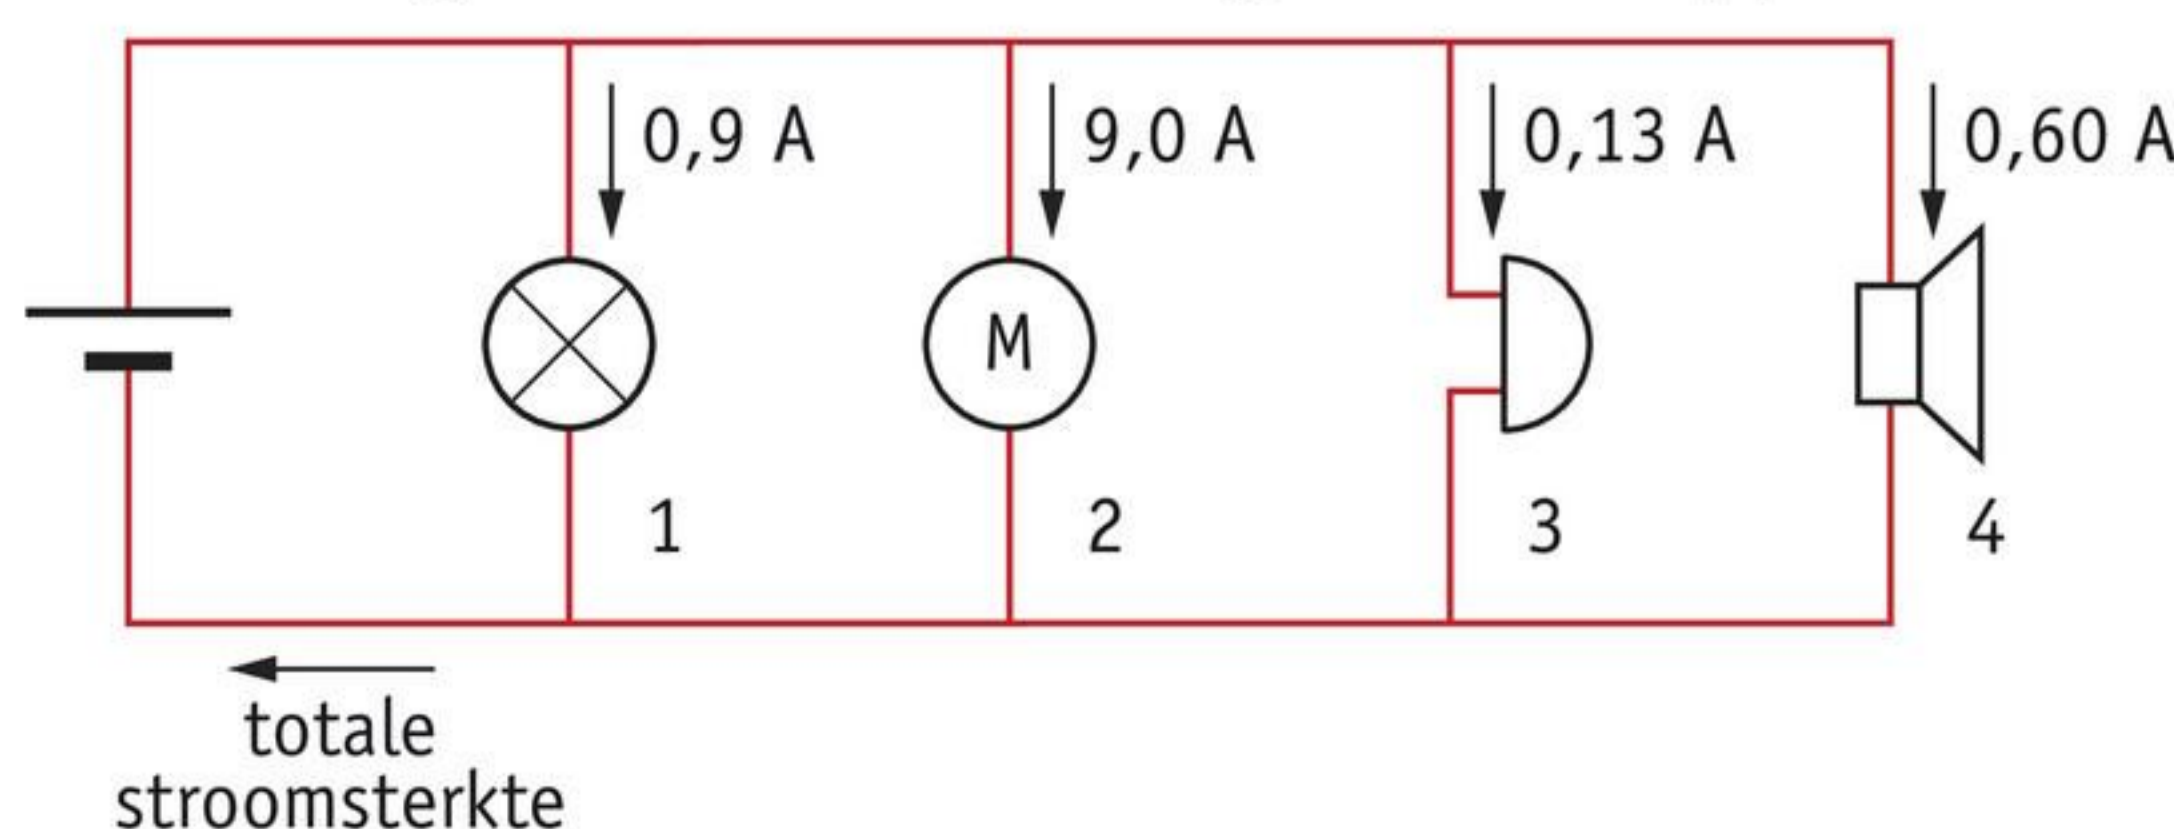 0,9 A
9,0 A
0,13 A
0,60 A
M
1
2
3
4
totale
stroomsterkte